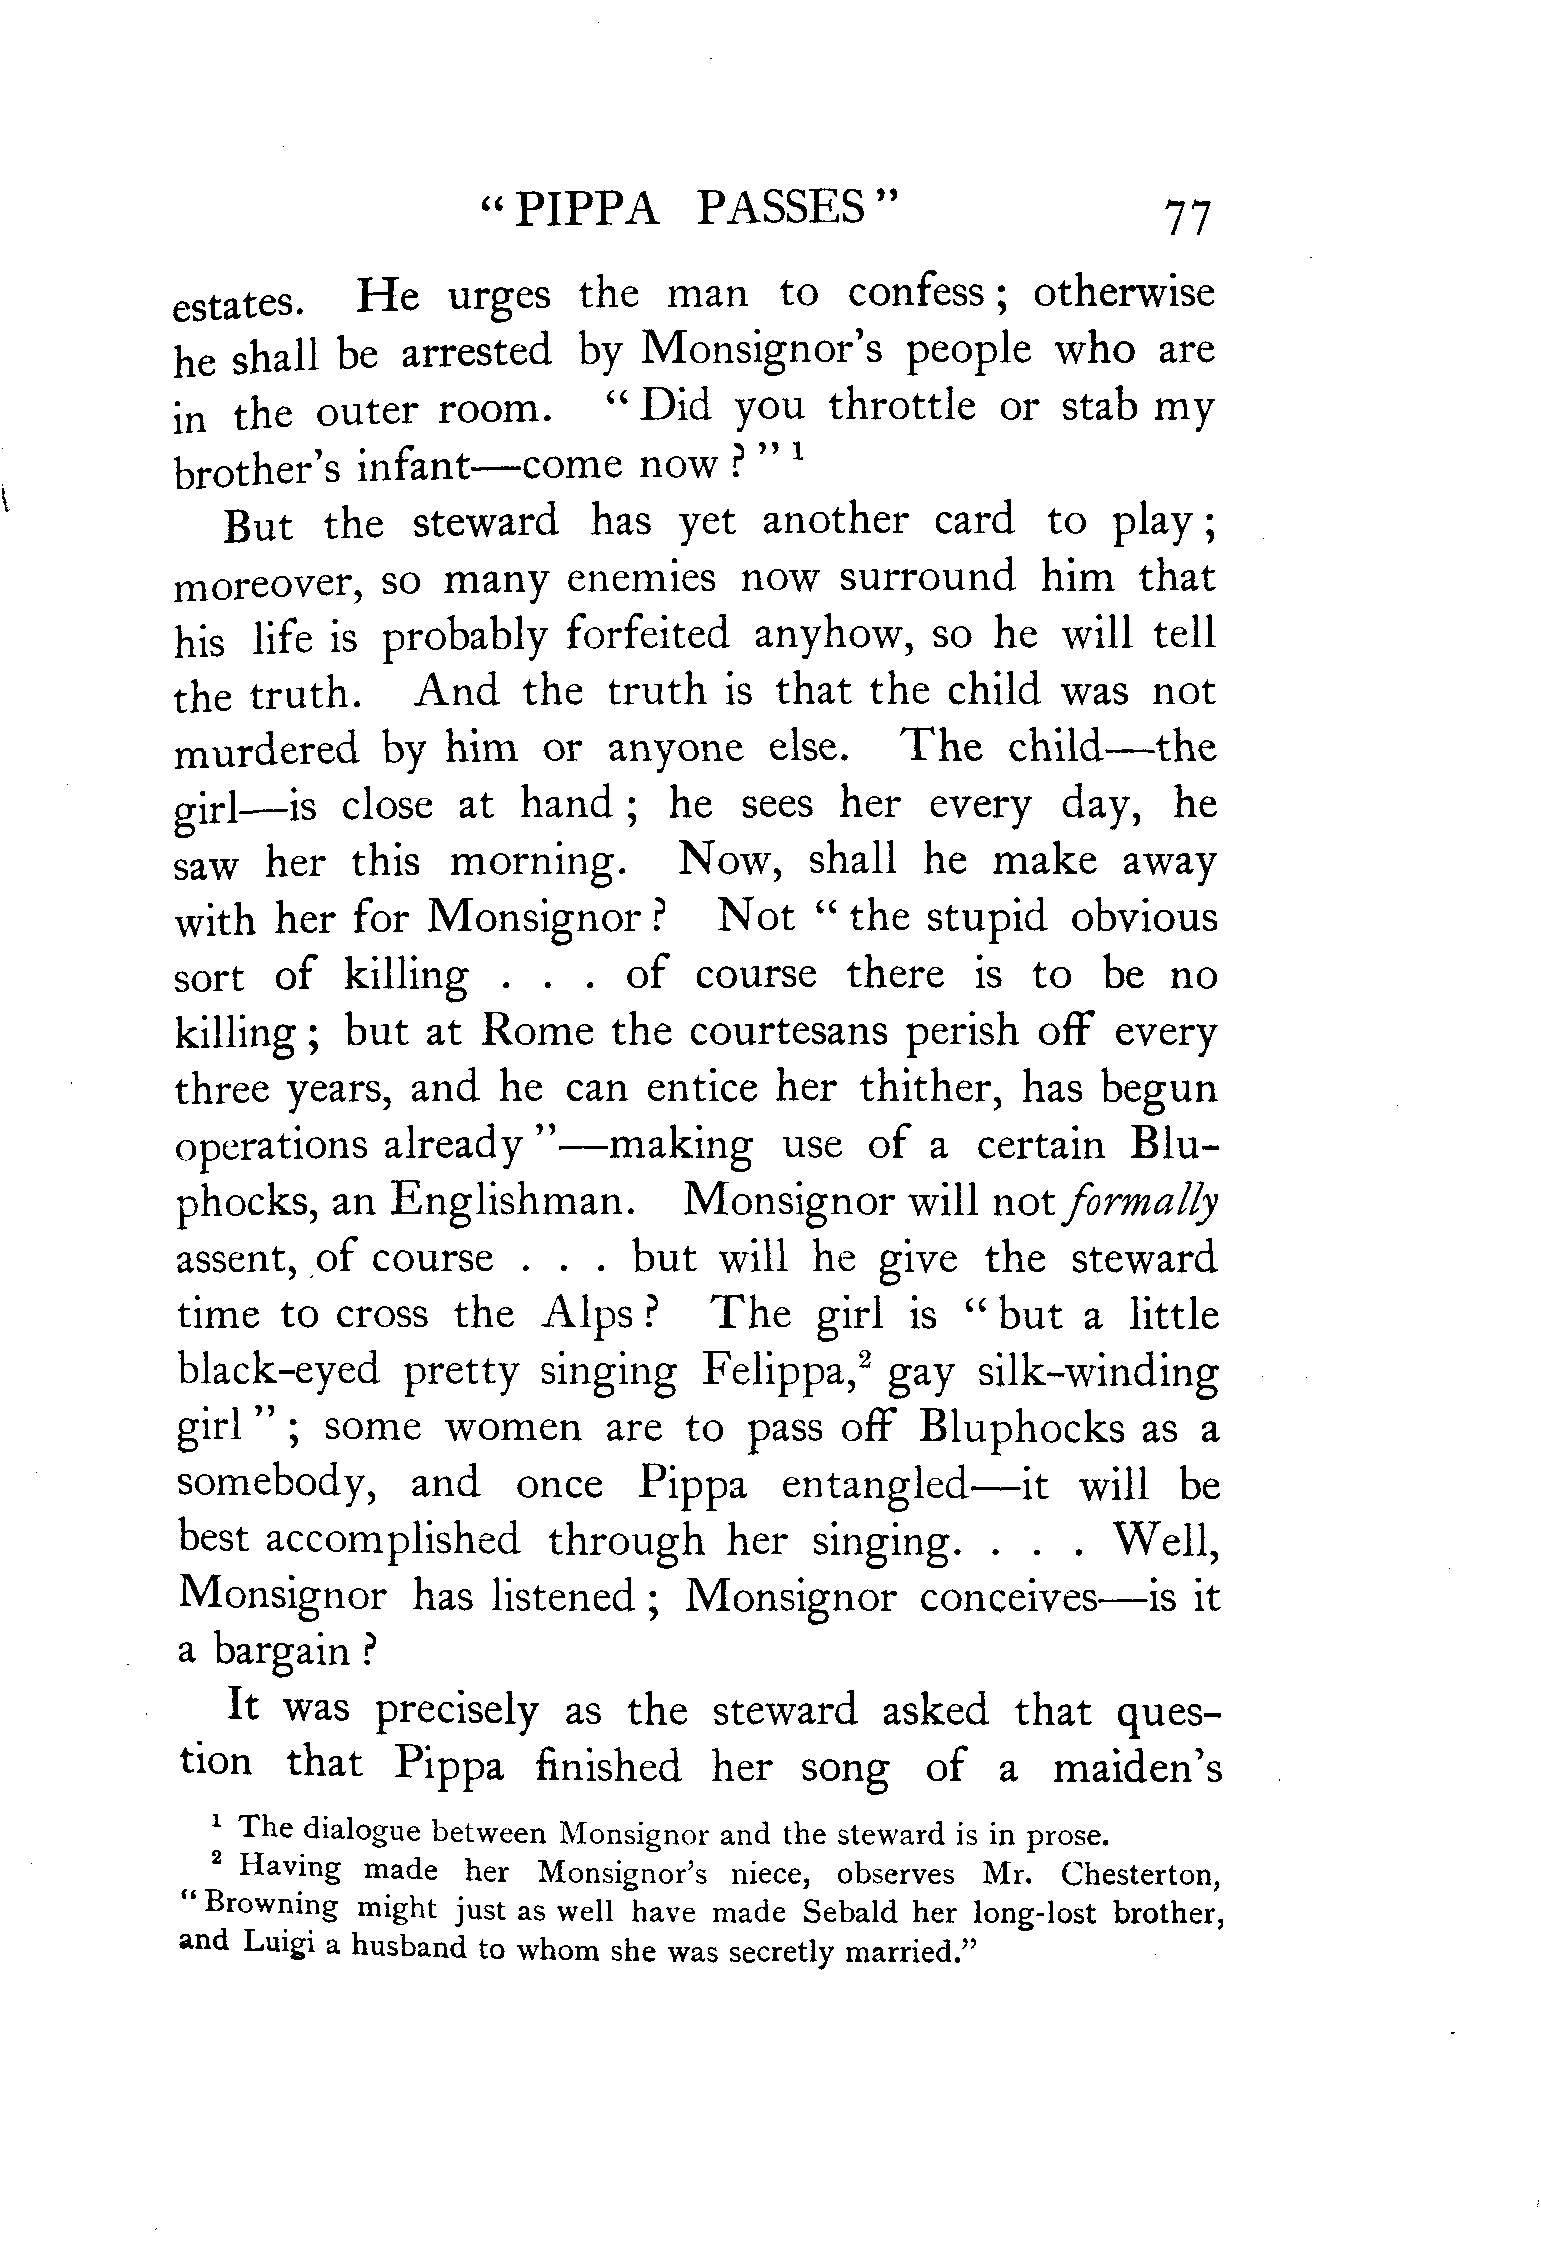 “PIPPA PASSES” 77
estates. He urges the man to confess; otherwise
he shall be arrested by Monsignor’s people who are
in the outer room. “Did you throttle or stab my
brother’s infant—come now?” ¹
But the steward has yet another card to play;
moreover, so many enemies now surround him that
his life is probably forfeited anyhow, so he will tell
the truth. And the truth is that the child was not
murdered by him or anyone else. The child—the
girl—is close at hand; he sees her every day, he
saw her this morning. Now, shall he make away
with her for Monsignor? Not “the stupid obvious
sort of killing . . . of course there is to be no
killing; but at Rome the courtesans perish off every
three years, and he can entice her thither, has begun
operations already”—making use of a certain Blu-
phocks, an Englishman. Monsignor will not formally
assent, of course . . . but will he give the steward
time to cross the Alps? The girl is “but a little
black-eyed pretty singing Felippa,² gay silk-winding
girl”; some women are to pass off Bluphocks as a
somebody, and once Pippa entangled—it will be
best accomplished through her singing. . . . Well,
Monsignor has listened; Monsignor conceives—is it
a bargain?
It was precisely as the steward asked that ques-
tion that Pippa finished her song of a maiden’s
¹ The dialogue between Monsignor and the steward is in prose.
² Having made her Monsignor’s niece, observes Mr. Chesterton,
“Browning might just as well have made Sebald her long-lost brother,
and Luigi a husband to whom she was secretly married.”